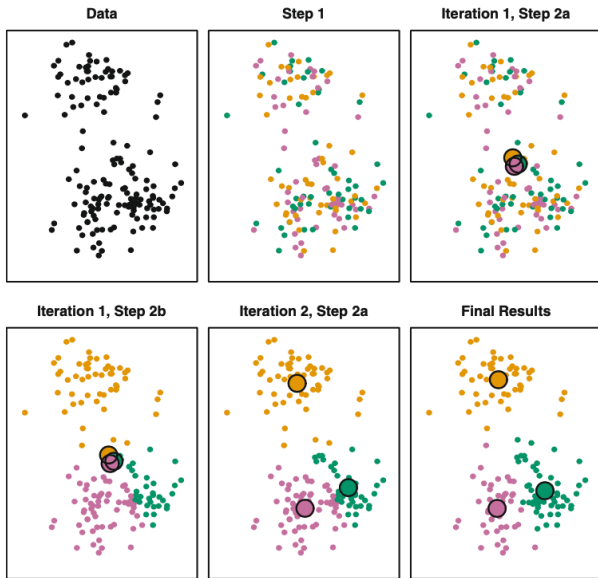 Data
Step 1
Iteration 1, Step 2a
Iteration 1, Step 2b
Iteration 2, Step 2a
Final Results